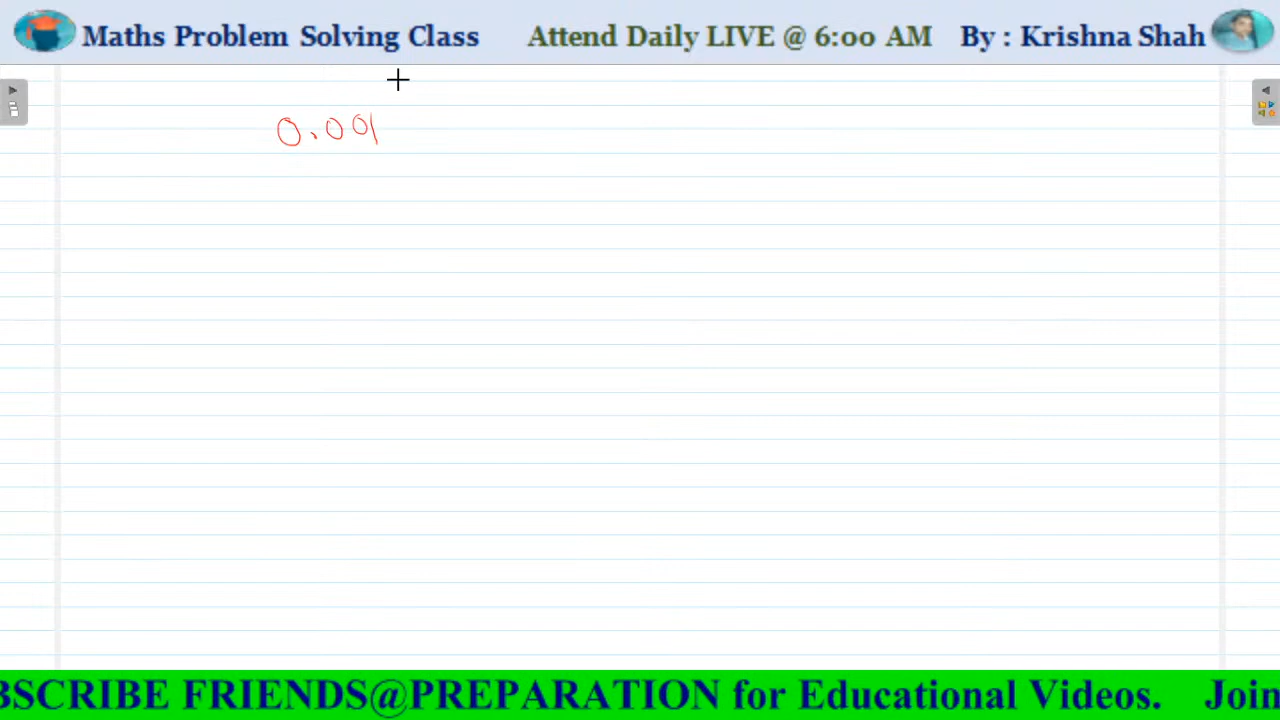 Maths Problem Solving Class Attend Daily LIVE @ 6:00 AM By : Krishna Shah
0.001
FRIENDS@PREPARATION for Educational Videos. Join